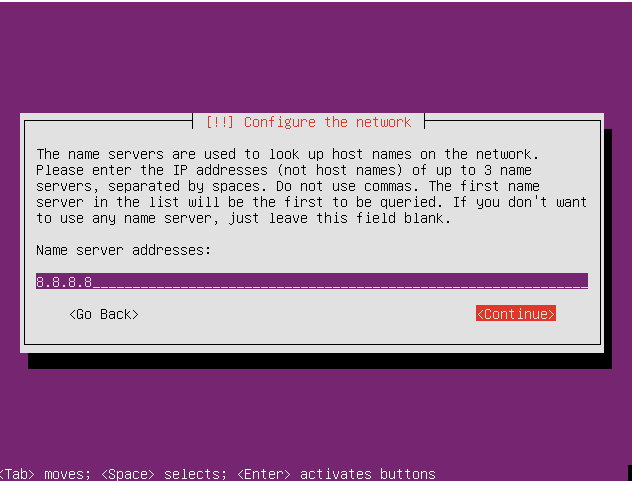 [!!] Configure the network
The name servers are used to look up host names on the network.
Please enter the IP addresses (not host names) of up to 3 name
servers, separated by spaces. Do not use commas. The first name
server in the list will be the first to be queried. If you don't want
to use any name server, just leave this field blank.
Name server addresses:
8.8.8.8
<Go Back> <Continue>
<Tab> moves; <Space> selects; <Enter> activates buttons